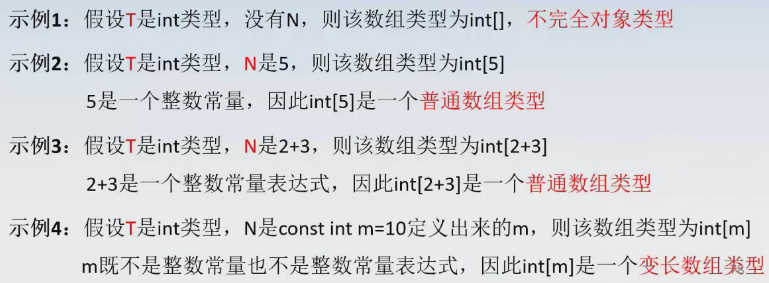 示例1：假设T是int类型，没有N，则该数组类型为int[]，不完全对象类型
示例2：假设T是int类型，N是5，则该数组类型为int[5]
5是一个整数常量，因此int[5]是一个普通数组类型
示例3：假设T是int类型，N是2+3，则该数组类型为int[2+3]
2+3是一个整数常量表达式，因此int[2+3]是一个普通数组类型
示例4：假设T是int类型，N是const int m=10定义出来的m，则该数组类型为int[m]
m既不是整数常量也不是整数常量表达式，因此int[m]是一个变长数组类型